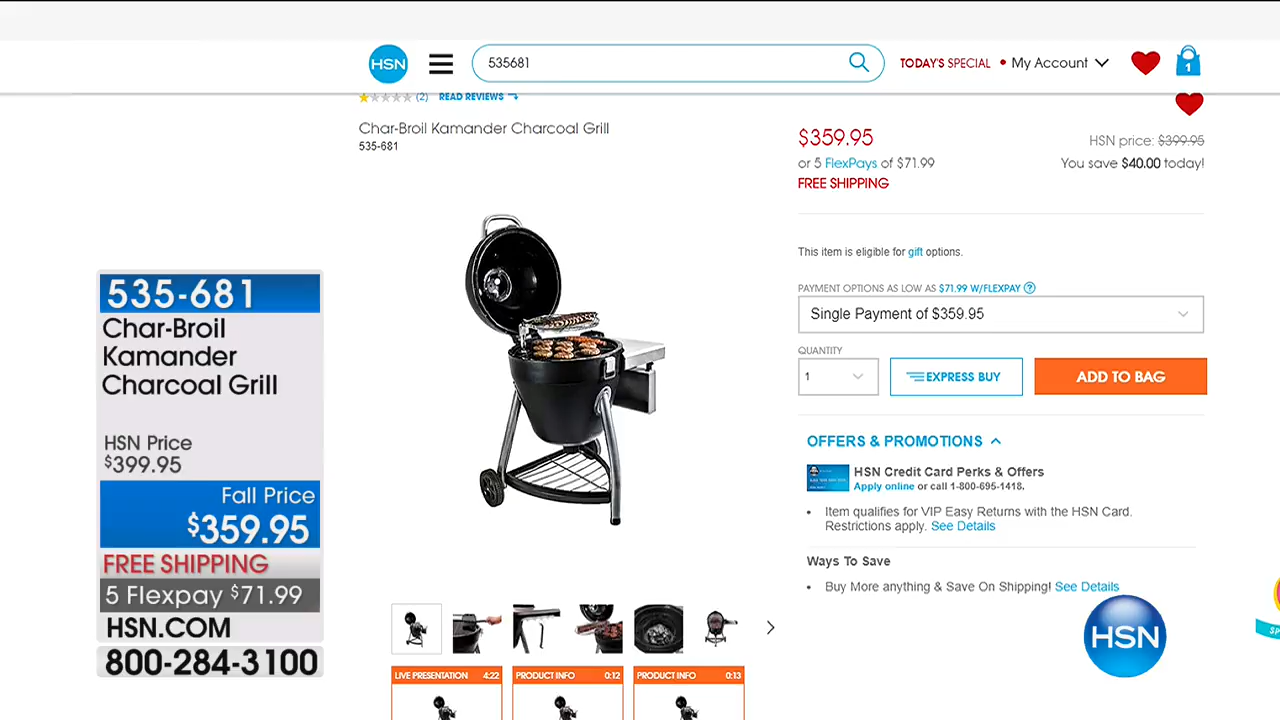 HSN
535681
TODAY'S SPECIAL • My Account
1
(2) READ REVIEWS
Char-Broil Kamander Charcoal Grill
535-681
$359.95
HSN price: $399.95
or 5 FlexPays of $71.99
You save $40.00 today!
FREE SHIPPING
This item is eligible for gift options.
PAYMENT OPTIONS AS LOW AS $71.99 W/FLEXPAY ?
Single Payment of $359.95
QUANTITY
1
EXPRESS BUY
ADD TO BAG
OFFERS & PROMOTIONS
HSN Credit Card Perks & Offers
Apply online or call 1-800-695-1418.
• Item qualifies for VIP Easy Returns with the HSN Card.
Restrictions apply. See Details
Ways To Save
• Buy More anything & Save On Shipping! See Details
LIVE PRESENTATION 4:22
PRODUCT INFO 0:12
PRODUCT INFO 0:13
535-681
Char-Broil
Kamander
Charcoal Grill
HSN Price
$399.95
Fall Price
$359.95
FREE SHIPPING
5 Flexpay $71.99
HSN.COM
800-284-3100
HSN